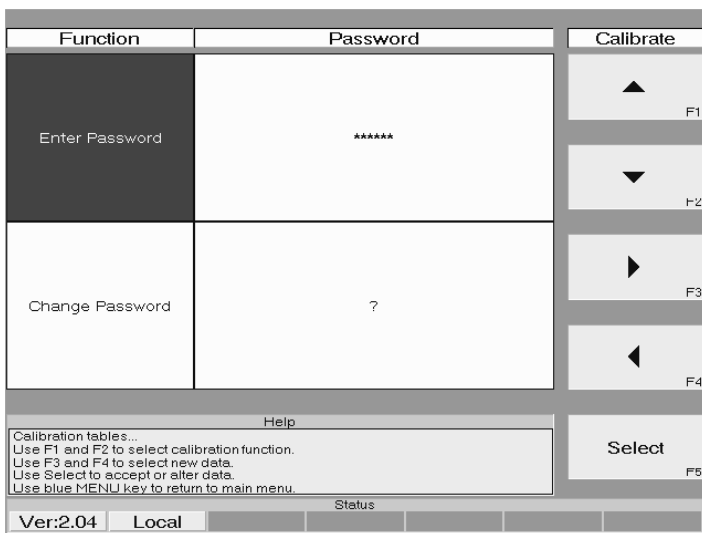 Function Password Calibrate
F1
Enter Password ******
F2
F3
Change Password ?
F4
Help
Calibration tables...
Use F1 and F2 to select calibration function.
Use F3 and F4 to select new data.
Use Select to accept or alter data.
Use blue MENU key to return to main menu.
Select
F5
Status
Ver:2.04 Local